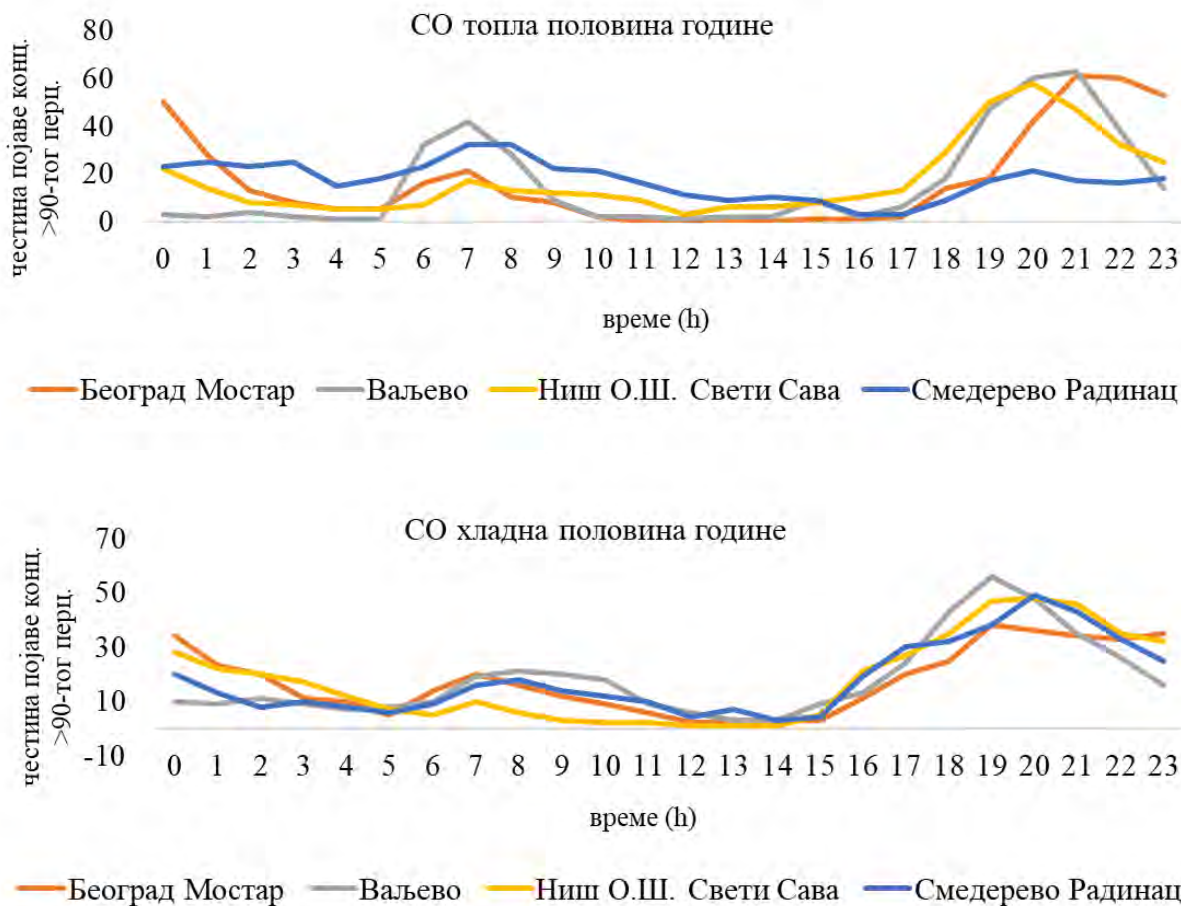 СО топла половина године
честина појаве конц.
>90-тог перц.
80
60
40
20
0
0 1 2 3 4 5 6 7 8 9 10 11 12 13 14 15 16 17 18 19 20 21 22 23
време (h)
Београд Мостар Ваљево Ниш О.Ш. Свети Сава Смедерево Радинац
СО хладна половина године
честина појаве конц.
>90-тог перц.
70
50
30
10
-10
0 1 2 3 4 5 6 7 8 9 10 11 12 13 14 15 16 17 18 19 20 21 22 23
време (h)
Београд Мостар Ваљево Ниш О.Ш. Свети Сава Смедерево Радинац